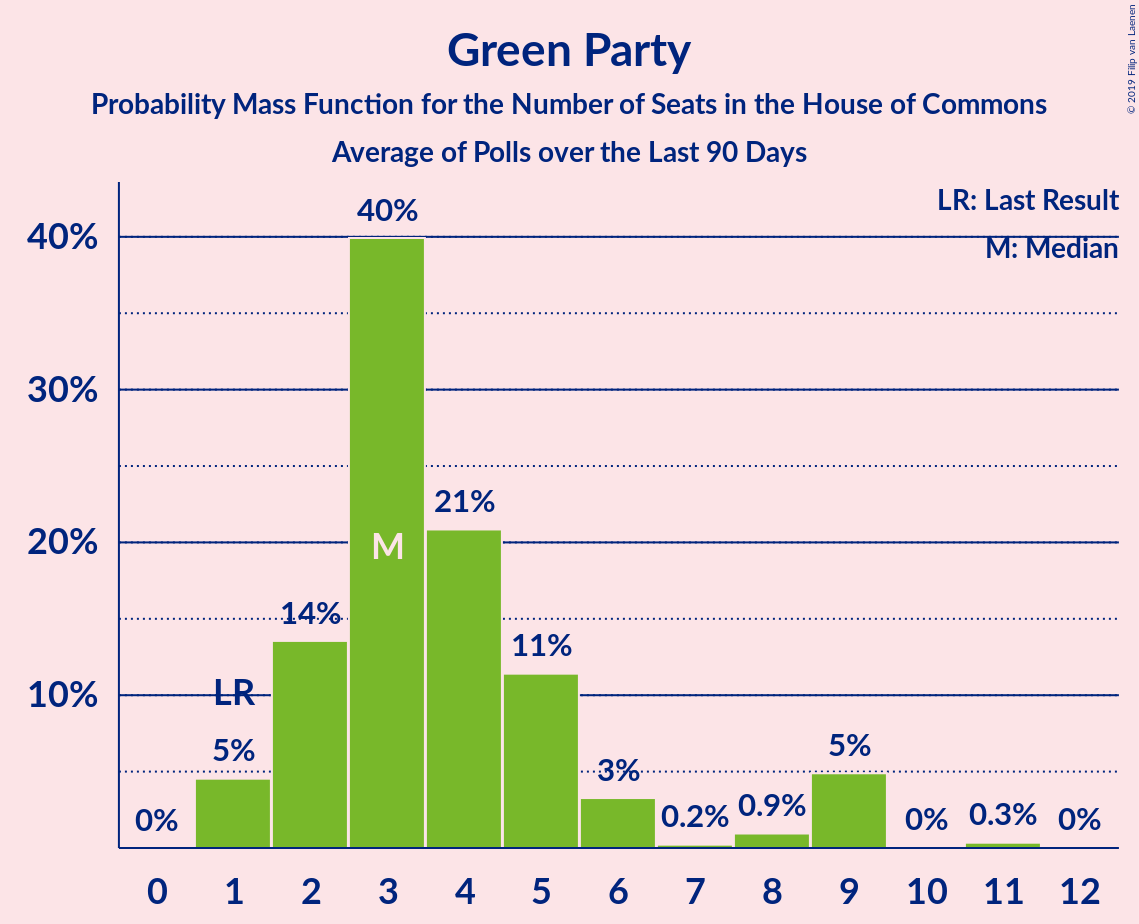 Green Party
Probability Mass Function for the Number of Seats in the House of Commons
Average of Polls over the Last 90 Days
© 2019 Filip van Laenen
LR: Last Result
M: Median
40%
30%
20%
10%
0%
LR
5%
14%
40%
M
21%
11%
3%
0.2%
0.9%
5%
0%
0.3%
0%
0 1 2 3 4 5 6 7 8 9 10 11 12